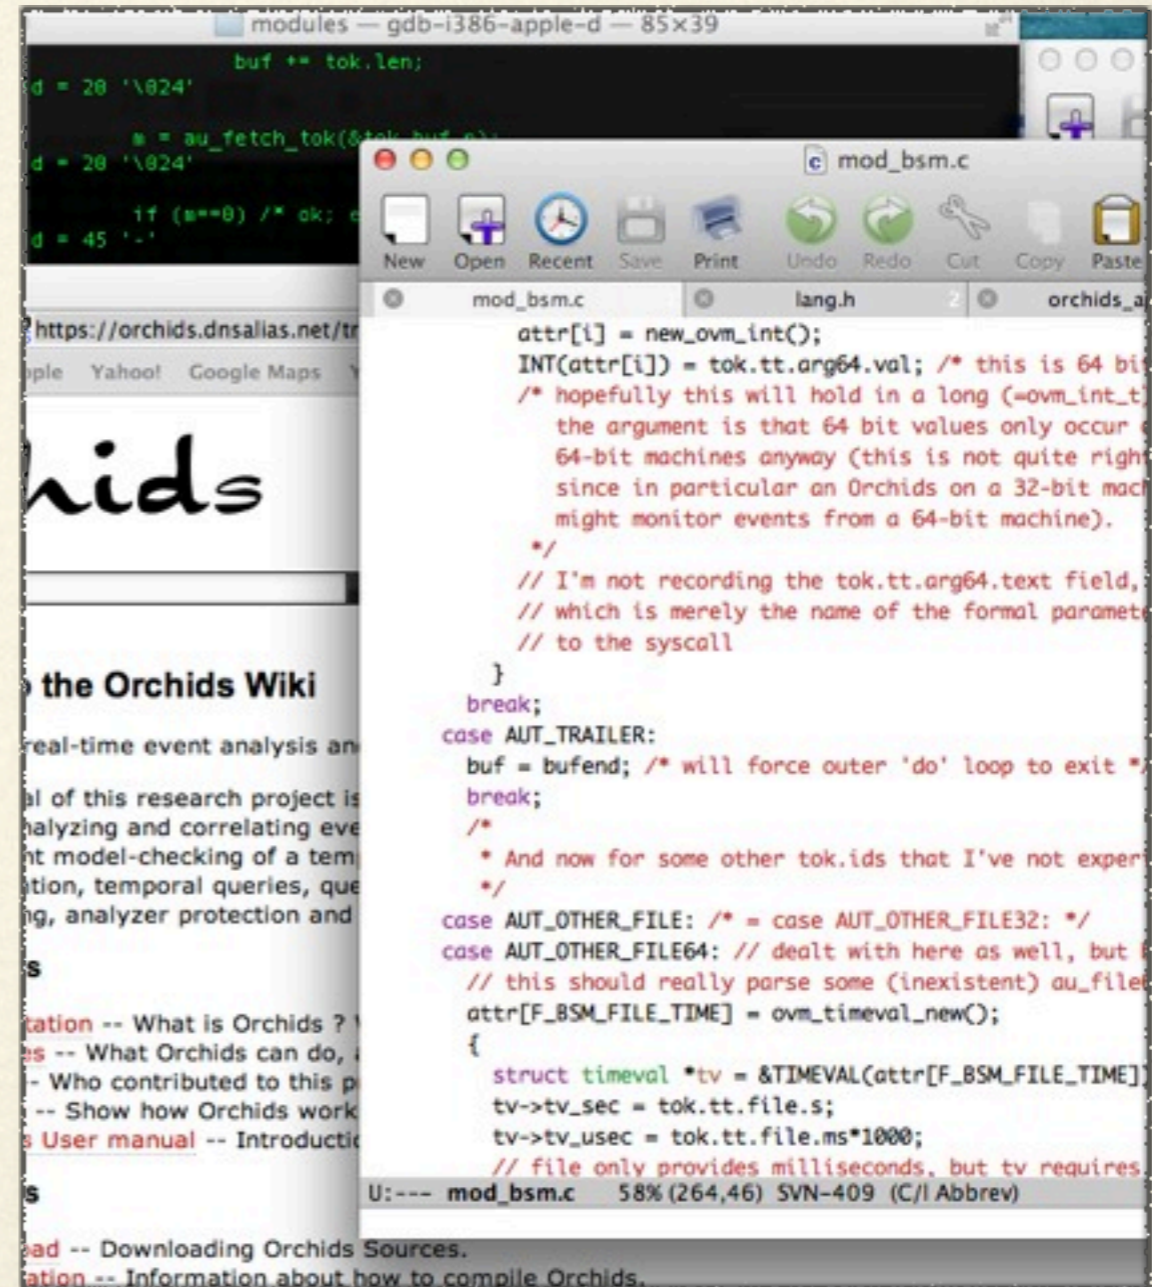 modules — gdb-i386-apple-d — 85×39
buf += tok.len;
d = 20 '\024'
m = au_fetch_tok(&tok,buf,n);
d = 20 '\024'
if (m==0) /* ok;
d = 45 '-'
https://orchids.dnsalias.net/tr
Yahoo! Google Maps
hids
the Orchids Wiki
real-time event analysis an
al of this research project is
nalyzing and correlating eve
nt model-checking of a tem
tion, temporal queries, que
ng, analyzer protection and
s
tation -- What is Orchids ?
es -- What Orchids can do,
- Who contributed to this p
-- Show how Orchids work
s User manual -- Introductio
s
oad -- Downloading Orchids Sources.
ation -- Information about how to compile Orchids.
mod_bsm.c
New Open Recent Save Print Undo Redo Cut Copy Paste
mod_bsm.c lang.h 2 orchids_a
attr[i] = new_ovm_int();
INT(attr[i]) = tok.tt.arg64.val; /* this is 64 bi
/* hopefully this will hold in a long (=ovm_int_t
the argument is that 64 bit values only occur
64-bit machines anyway (this is not quite righ
since in particular an Orchids on a 32-bit mac
might monitor events from a 64-bit machine).
*/
// I'm not recording the tok.tt.arg64.text field,
// which is merely the name of the formal paramet
// to the syscall
}
break;
case AUT_TRAILER:
buf = bufend; /* will force outer 'do' loop to exit */
break;
/*
* And now for some other tok.ids that I've not exper
*/
case AUT_OTHER_FILE: /* = case AUT_OTHER_FILE32: */
case AUT_OTHER_FILE64: // dealt with here as well, but
// this should really parse some (inexistent) au_file
attr[F_BSM_FILE_TIME] = ovm_timeval_new();
{
struct timeval *tv = &TIMEVAL(attr[F_BSM_FILE_TIME]
tv->tv_sec = tok.tt.file.s;
tv->tv_usec = tok.tt.file.ms*1000;
// file only provides milliseconds, but tv requires
U:--- mod_bsm.c 58% (264,46) SVN-409 (C/l Abbrev)